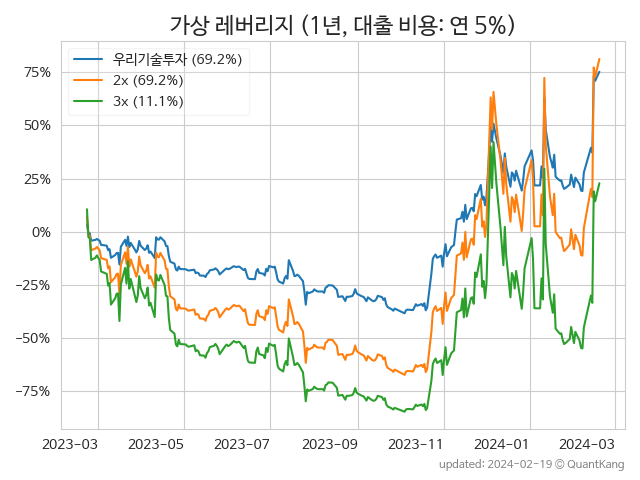 가상 레버리지 (1년, 대출 비용: 연 5%)
우리기술투자 (69.2%)
2x (69.2%)
3x (11.1%)
75%
50%
25%
0%
−25%
−50%
−75%
2023-03 2023-05 2023-07 2023-09 2023-11 2024-01 2024-03
updated: 2024-02-19 © QuantKang